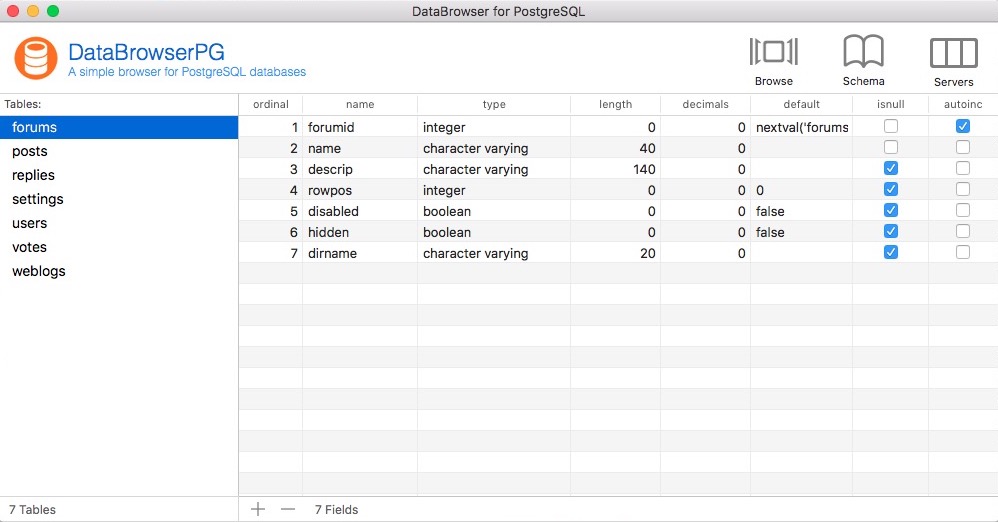 DataBrowser for PostgreSQL
DataBrowserPG
A simple browser for PostgreSQL databases
Browse
Schema
Servers
Tables:
forums
posts
replies
settings
users
votes
weblogs
ordinal name type length decimals default isnull autoinc
1 forumid integer 0 0 nextval('forums
2 name character varying 40 0
3 descrip character varying 140 0
4 rowpos integer 0 0 0
5 disabled boolean 0 0 false
6 hidden boolean 0 0 false
7 dirname character varying 20 0
7 Tables
7 Fields